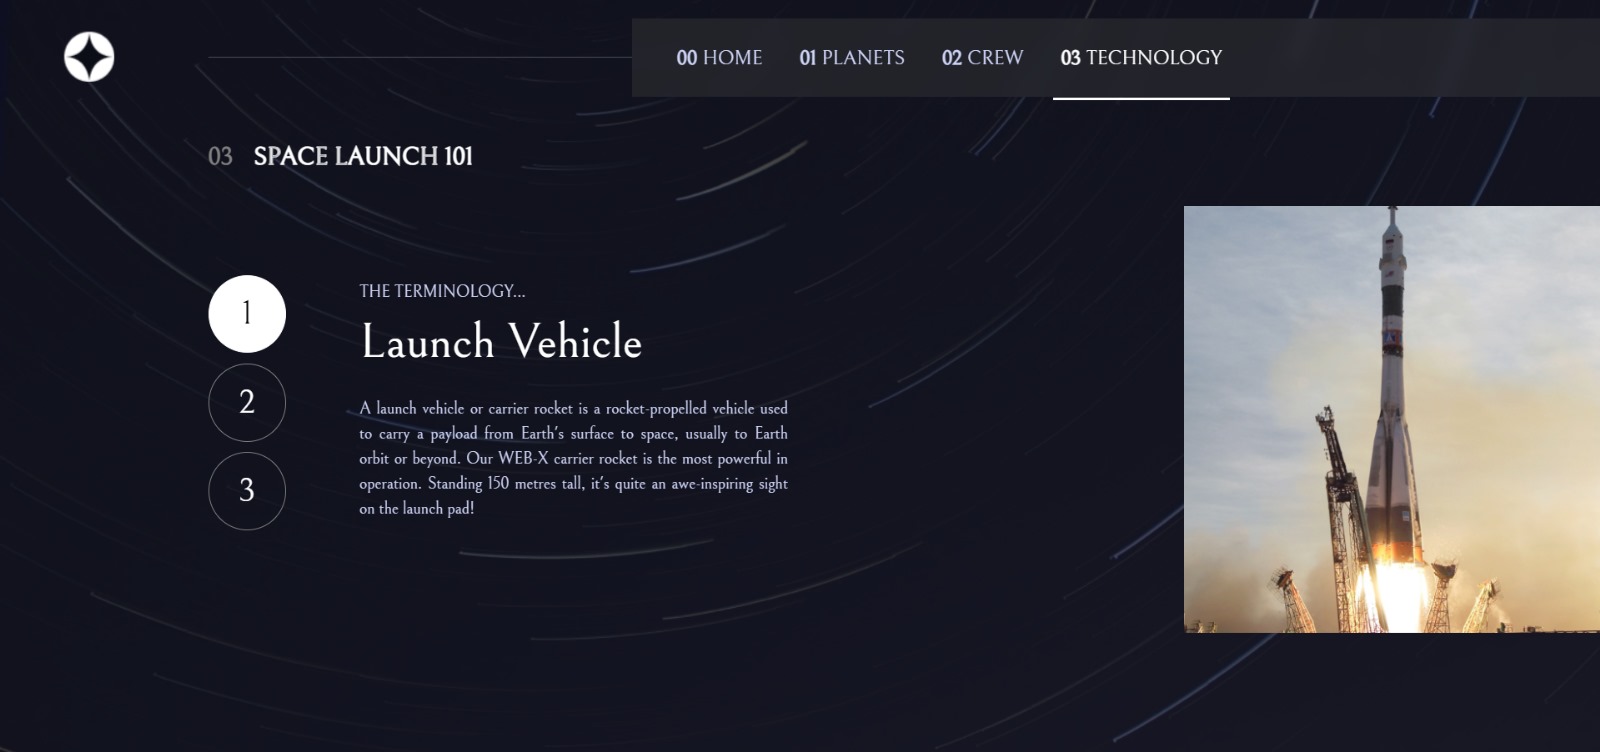 00 HOME 01 PLANETS 02 CREW 03 TECHNOLOGY
03 SPACE LAUNCH 101
1
THE TERMINOLOGY...
Launch Vehicle
2
A launch vehicle or carrier rocket is a rocket-propelled vehicle used
to carry a payload from Earth's surface to space, usually to Earth
orbit or beyond. Our WEB-X carrier rocket is the most powerful in
3
operation. Standing 150 metres tall, it's quite an awe-inspiring sight
on the launch pad!